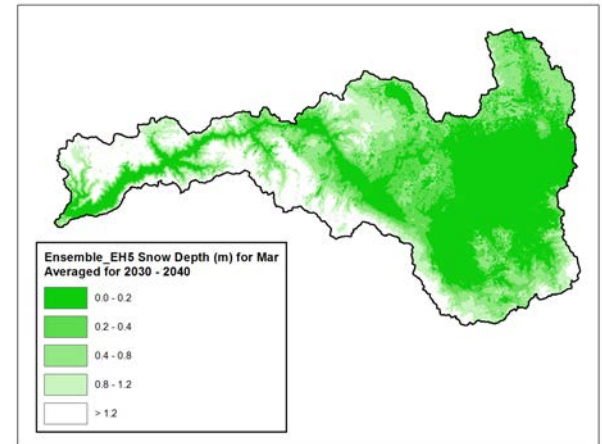 Ensemble_EH5 Snow Depth (m) for Mar
Averaged for 2030 - 2040
0.0 - 0.2
0.2 - 0.4
0.4 - 0.8
0.8 - 1.2
> 1.2